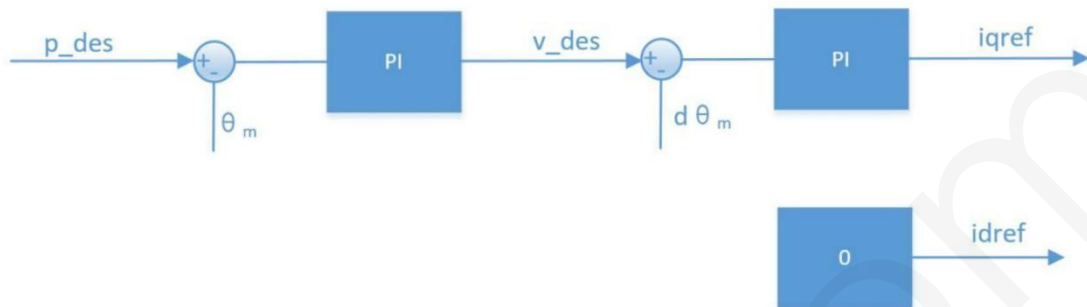 p_des
+
-
θ m
PI
v_des
+
-
d θ m
PI
iqref
0
idref